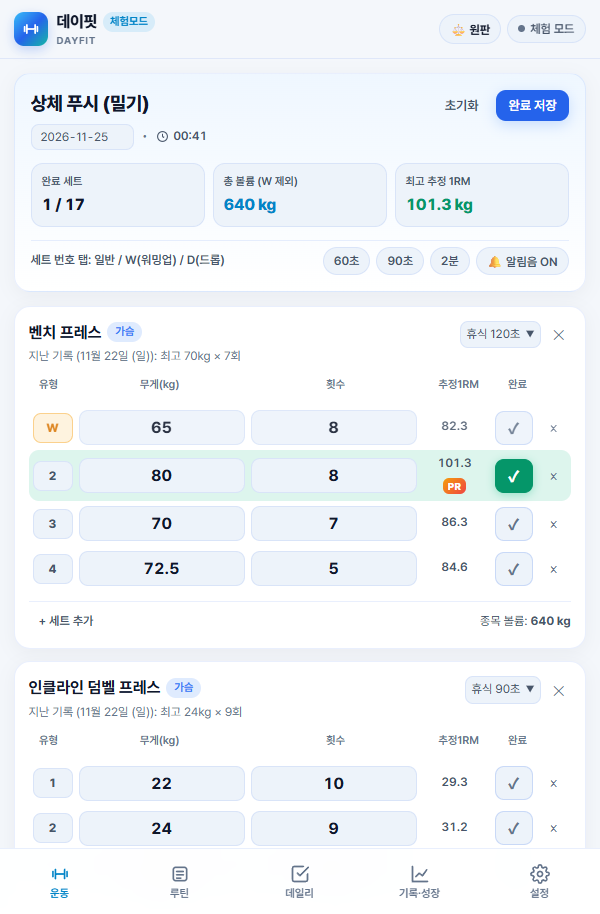 데이핏 체험모드
DAYFIT
원판
체험 모드
상체 푸시 (밀기)
초기화
완료 저장
2026-11-25 · 00:41
완료 세트
1 / 17
총 볼륨 (W 제외)
640 kg
최고 추정 1RM
101.3 kg
세트 번호 탭: 일반 / W(워밍업) / D(드롭)
60초
90초
2분
알림음 ON
벤치 프레스 가슴
휴식 120초 ▼
지난 기록 (11월 22일 (일)): 최고 70kg × 7회
유형 무게(kg) 횟수 추정1RM 완료
W 65 8 82.3 ✓ x
2 80 8 101.3 PR ✓ x
3 70 7 86.3 ✓ x
4 72.5 5 84.6 ✓ x
+ 세트 추가
종목 볼륨: 640 kg
인클라인 덤벨 프레스 가슴
휴식 90초 ▼
지난 기록 (11월 22일 (일)): 최고 24kg × 9회
유형 무게(kg) 횟수 추정1RM 완료
1 22 10 29.3 ✓ x
2 24 9 31.2 ✓ x
운동
루틴
데일리
기록·성장
설정